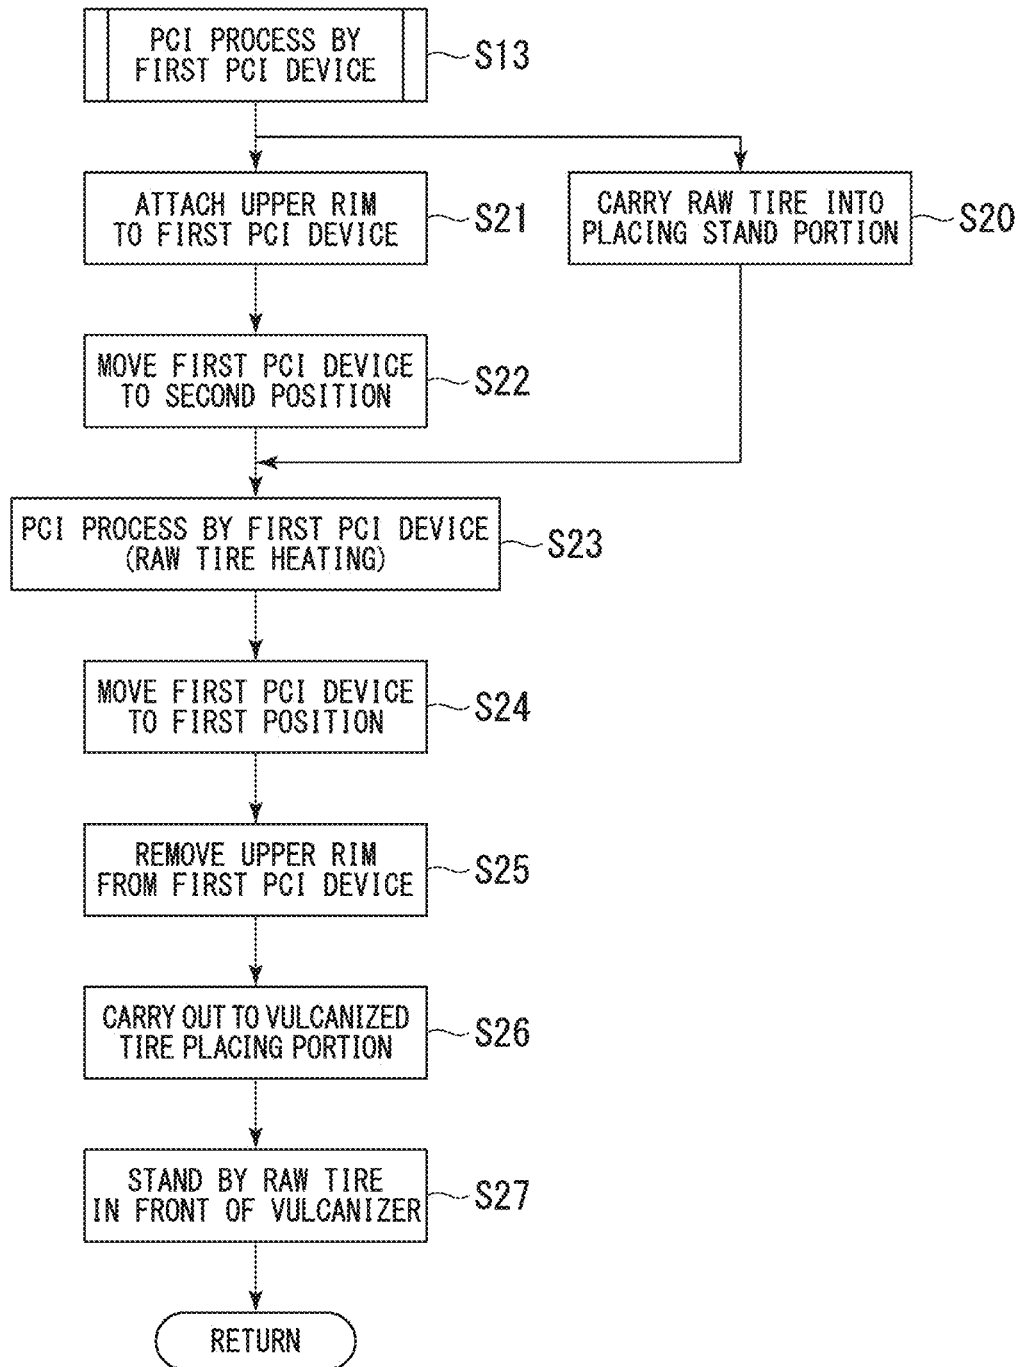 PCI PROCESS BY
FIRST PCI DEVICE
S13
ATTACH UPPER RIM
TO FIRST PCI DEVICE
S21
CARRY RAW TIRE INTO
PLACING STAND PORTION
S20
MOVE FIRST PCI DEVICE
TO SECOND POSITION
S22
PCI PROCESS BY FIRST PCI DEVICE
(RAW TIRE HEATING)
S23
MOVE FIRST PCI DEVICE
TO FIRST POSITION
S24
REMOVE UPPER RIM
FROM FIRST PCI DEVICE
S25
CARRY OUT TO VULCANIZED
TIRE PLACING PORTION
S26
STAND BY RAW TIRE
IN FRONT OF VULCANIZER
S27
RETURN